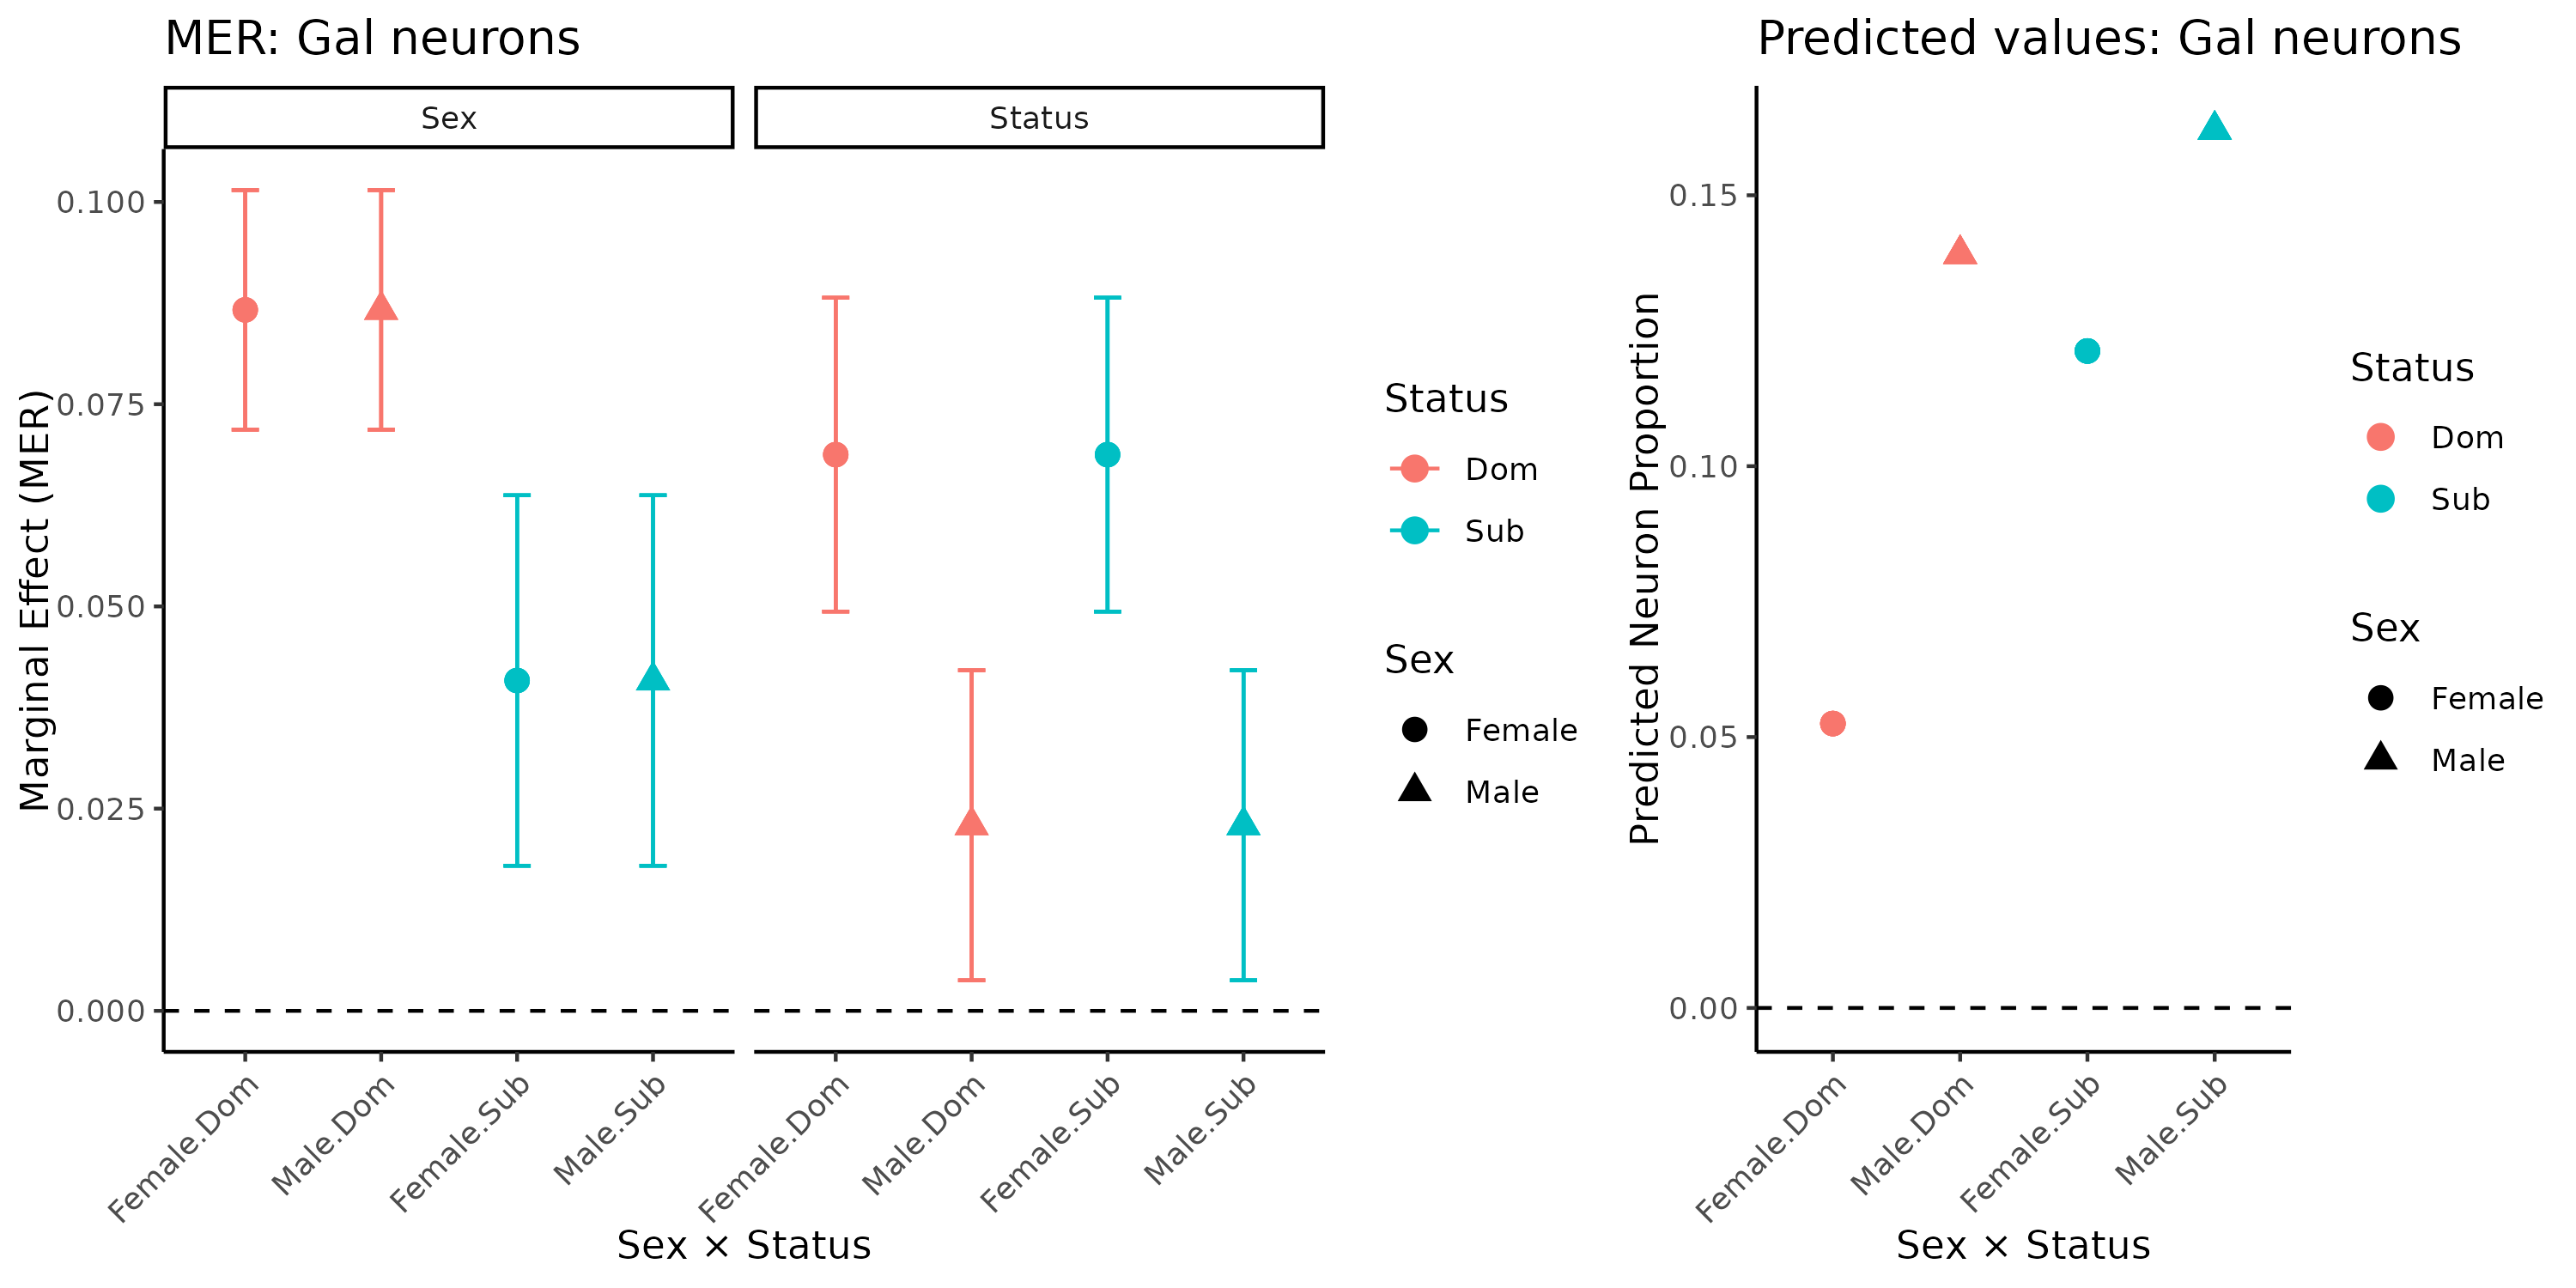 MER: Gal neurons
Sex
Status
Marginal Effect (MER)
0.100
0.075
0.050
0.025
0.000
Female.Dom
Male.Dom
Female.Sub
Male.Sub
Female.Dom
Male.Dom
Female.Sub
Male.Sub
Sex × Status
Status
Dom
Sub
Sex
Female
Male
Predicted values: Gal neurons
Predicted Neuron Proportion
0.15
0.10
0.05
0.00
Female.Dom
Male.Dom
Female.Sub
Male.Sub
Sex × Status
Status
Dom
Sub
Sex
Female
Male